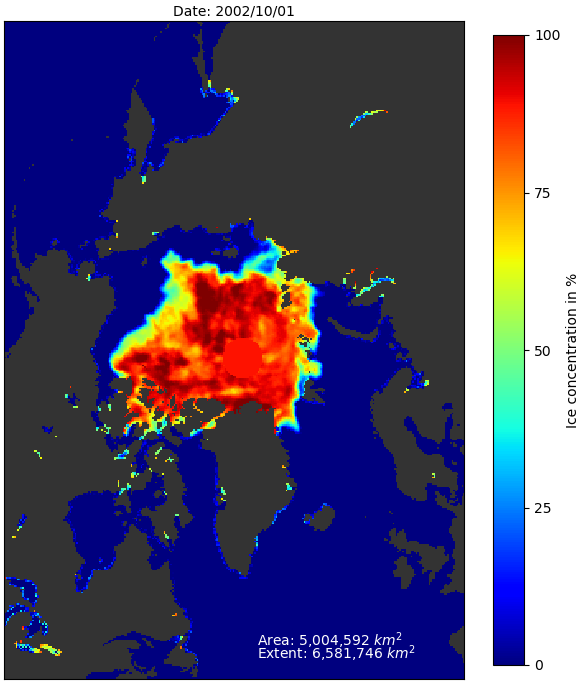 Date: 2002/10/01
100
75
50
25
0
Ice concentration in %
Area: 5,004,592 km²
Extent: 6,581,746 km²